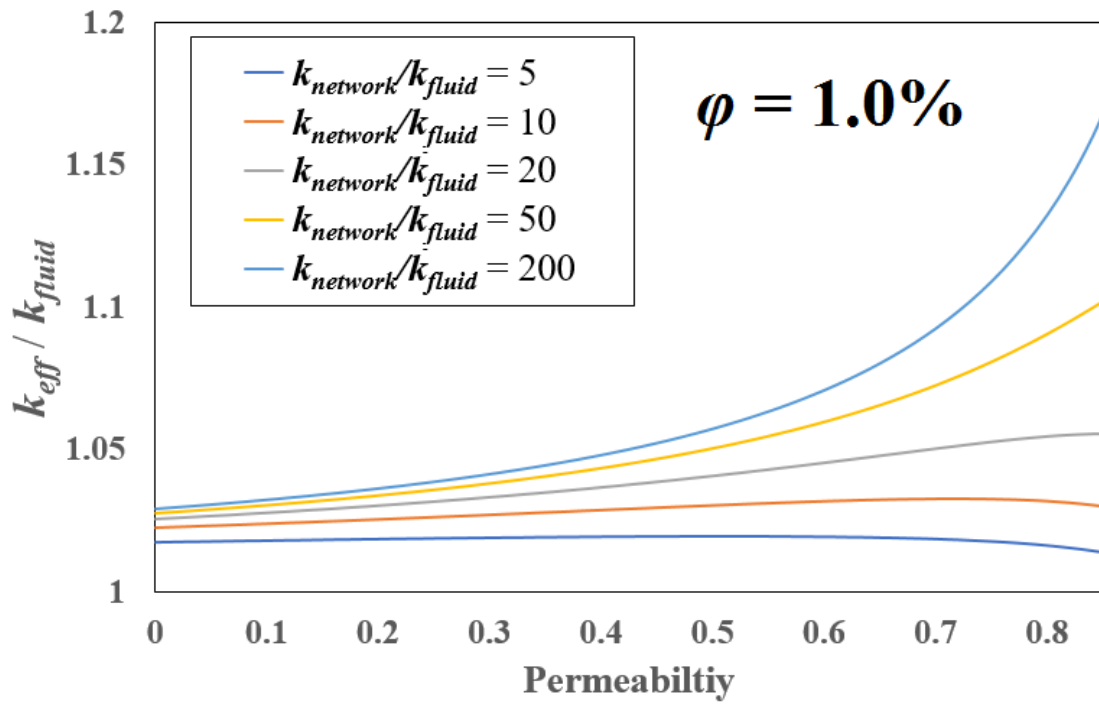 1.2
k_network/k_fluid = 5
k_network/k_fluid = 10
k_network/k_fluid = 20
k_network/k_fluid = 50
k_network/k_fluid = 200
φ = 1.0%
1.15
1.1
1.05
1
k_eff / k_fluid
0 0.1 0.2 0.3 0.4 0.5 0.6 0.7 0.8
Permeabiltiy